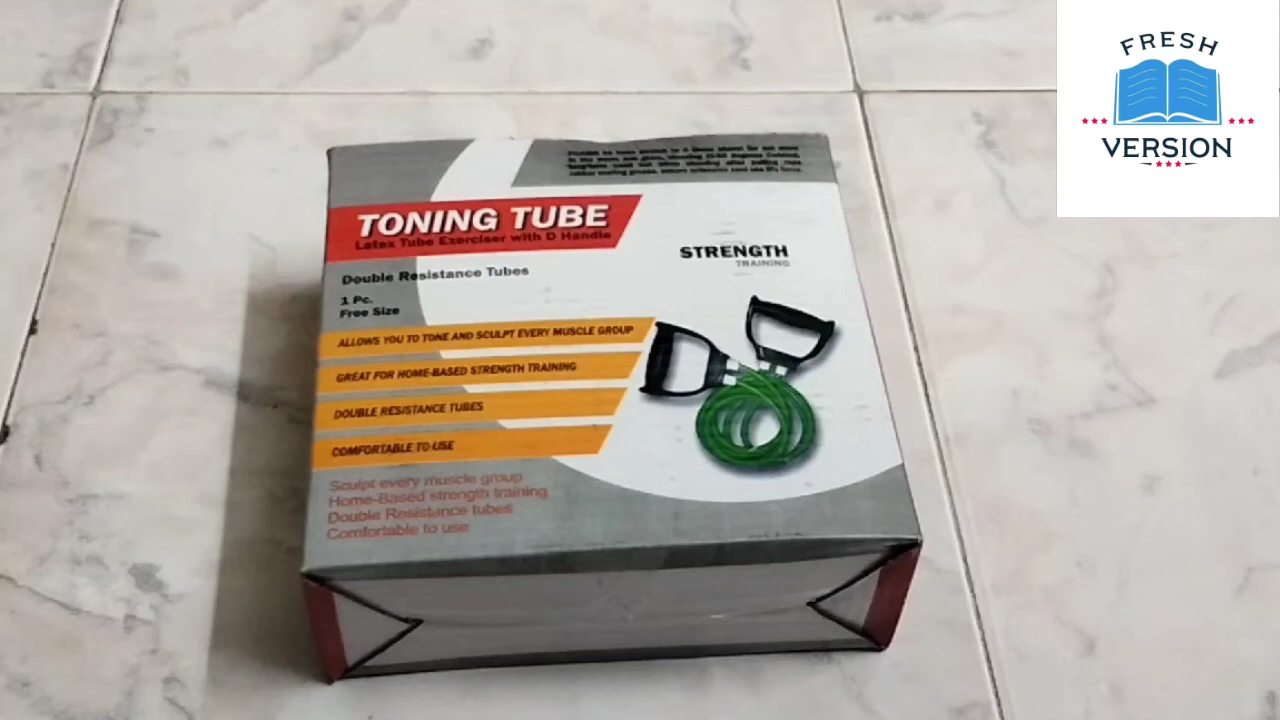 FRESH
VERSION
TONING TUBE
Latex Tube Exerciser with D Handle
STRENGTH
TRAINING
Double Resistance Tubes
1 Pc.
Free Size
ALLOWS YOU TO TONE AND SCULPT EVERY MUSCLE GROUP
GREAT FOR HOME-BASED STRENGTH TRAINING
DOUBLE RESISTANCE TUBES
COMFORTABLE TO USE
Sculpt every muscle group
Home-Based strength training
Double Resistance tubes
Comfortable to use